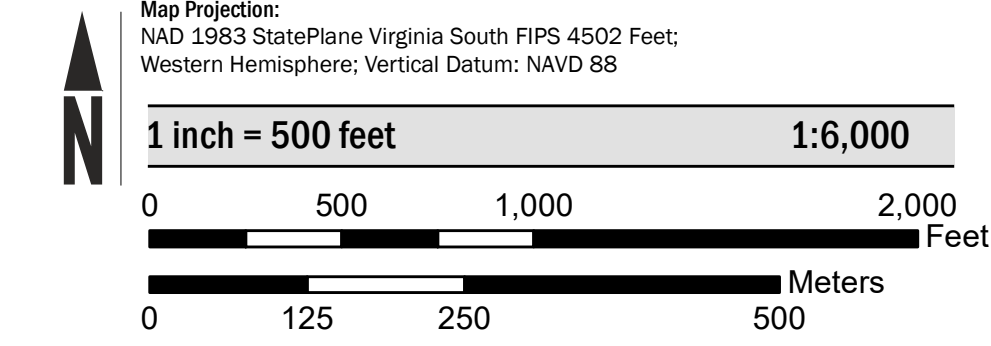 Map Projection:
NAD 1983 StatePlane Virginia South FIPS 4502 Feet;
Western Hemisphere; Vertical Datum: NAVD 88
N
1 inch = 500 feet 1:6,000
0 500 1,000 2,000
Feet
Meters
0 125 250 500